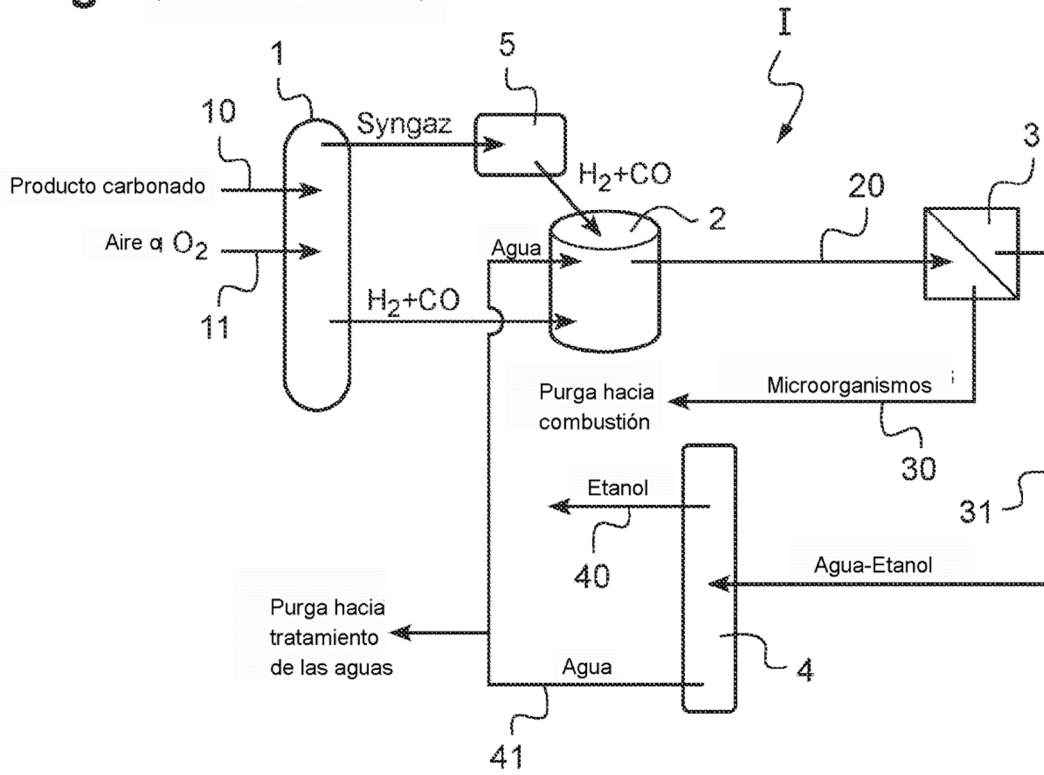 I
5
1
Syngaz
10
3
H₂+CO
Producto carbonado
20
2
Aire o O₂
Agua
H₂+CO
11
Microorganismos
Purga hacia
combustión
30
Etanol
31
40
Agua-Etanol
Purga hacia
tratamiento
de las aguas
Agua
4
41